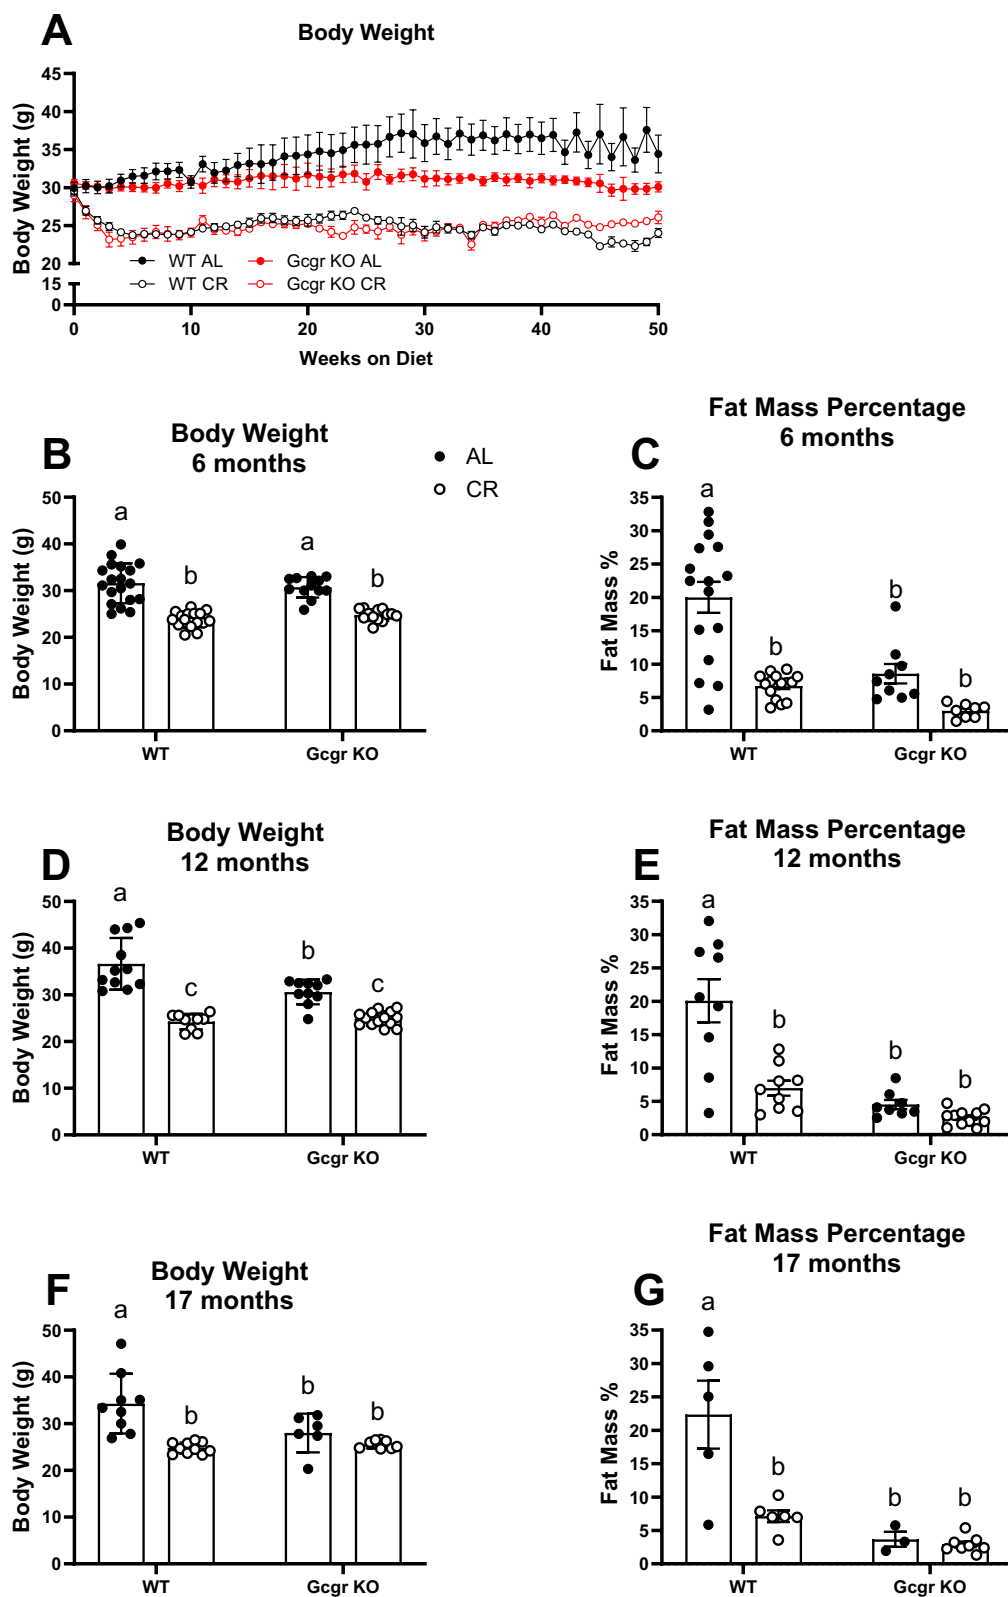 A
Body Weight
Body Weight (g)
45
40
35
30
25
20
15
0
WT AL
Gcgr KO AL
WT CR
Gcgr KO CR
0 10 20 30 40 50
Weeks on Diet
B
Body Weight
6 months
AL
CR
Body Weight (g)
50
40
30
20
10
0
a b a b
WT Gcgr KO
C
Fat Mass Percentage
6 months
Fat Mass %
35
30
25
20
15
10
5
0
a b b b
WT Gcgr KO
D
Body Weight
12 months
Body Weight (g)
50
40
30
20
10
0
a c b c
WT Gcgr KO
E
Fat Mass Percentage
12 months
Fat Mass %
35
30
25
20
15
10
5
0
a b b b
WT Gcgr KO
F
Body Weight
17 months
Body Weight (g)
50
40
30
20
10
0
a b b b
WT Gcgr KO
G
Fat Mass Percentage
17 months
Fat Mass %
35
30
25
20
15
10
5
0
a b b b
WT Gcgr KO